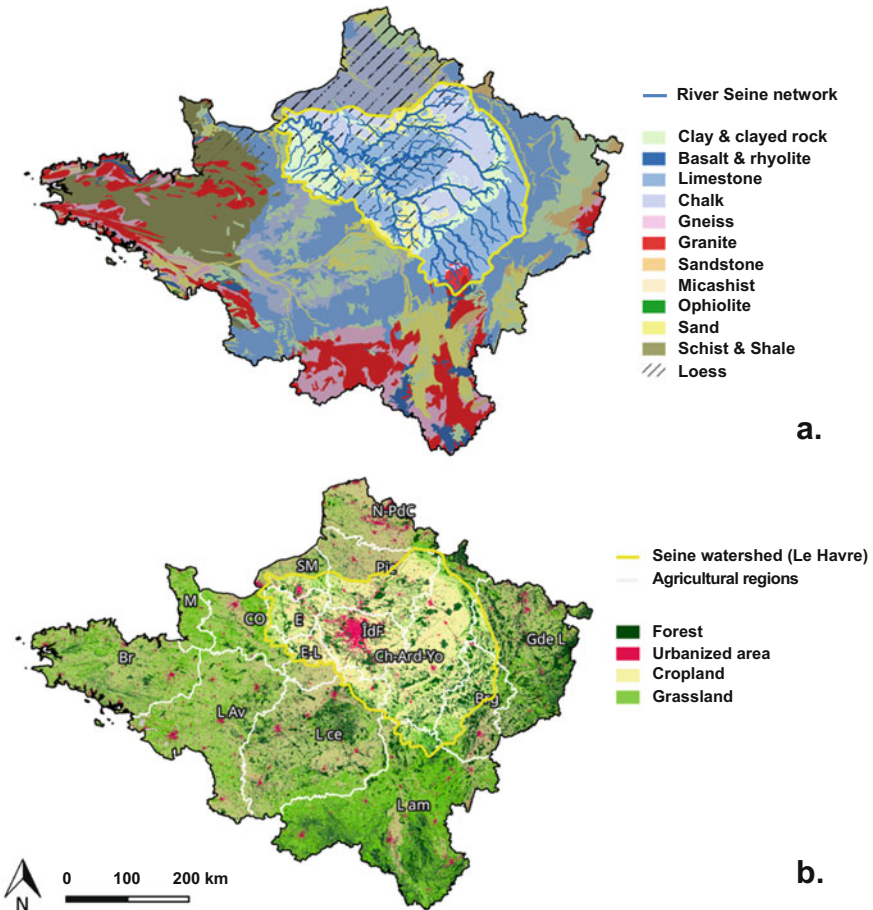 River Seine network
Clay & clayed rock
Basalt & rhyolite
Limestone
Chalk
Gneiss
Granite
Sandstone
Micashist
Ophiolite
Sand
Schist & Shale
Loess
a.
N-PdC
SM
Pic
M
CO
E
IdF
Gde L
Br
E-L
Ch-Ard-Yo
Brg
L Av
L ce
L am
Seine watershed (Le Havre)
Agricultural regions
Forest
Urbanized area
Cropland
Grassland
N
0 100 200 km
b.